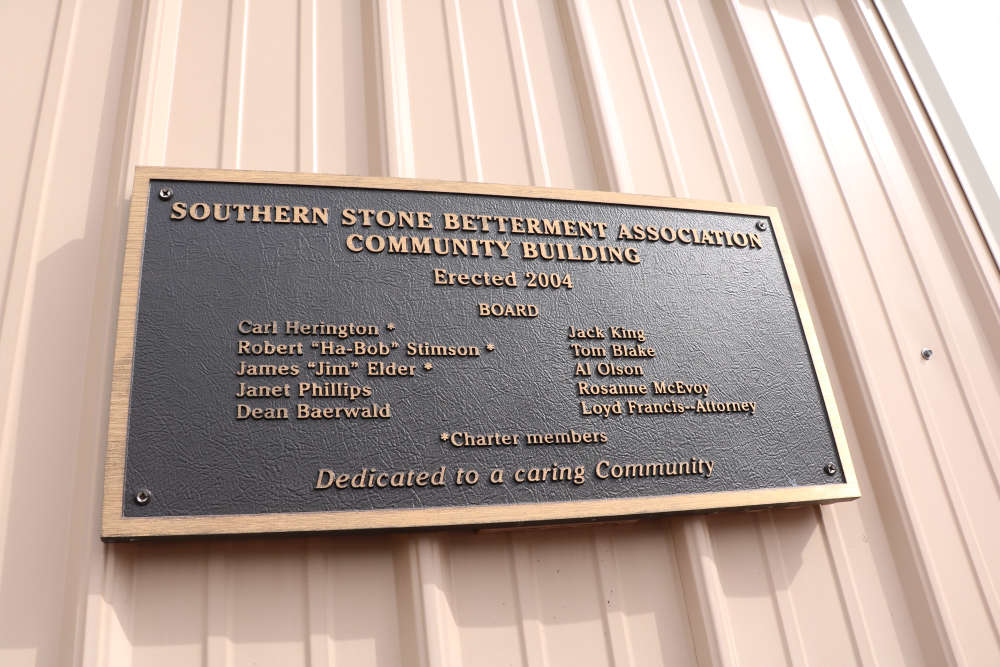 SOUTHERN STONE BETTERMENT ASSOCIATION
COMMUNITY BUILDING
Erected 2004
BOARD
Carl Herington *
Robert "Ha-Bob" Stimson *
James "Jim" Elder *
Janet Phillips
Dean Baerwald
Jack King
Tom Blake
Al Olson
Rosanne McEvoy
Loyd Francis--Attorney
*Charter members
Dedicated to a caring Community